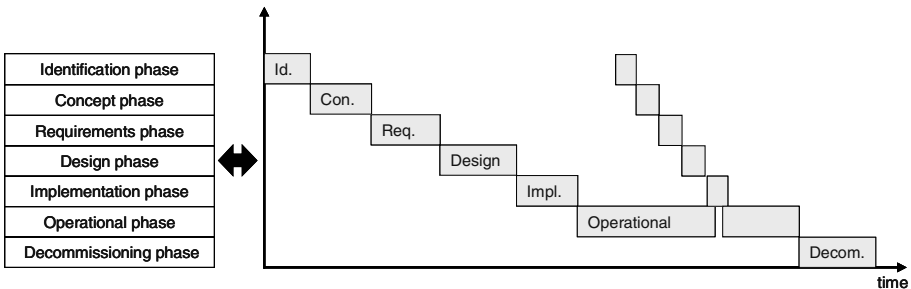 Identification phase
Concept phase
Requirements phase
Design phase
Implementation phase
Operational phase
Decommissioning phase
Id.
Con.
Req.
Design
Impl.
Operational
Decom.
time